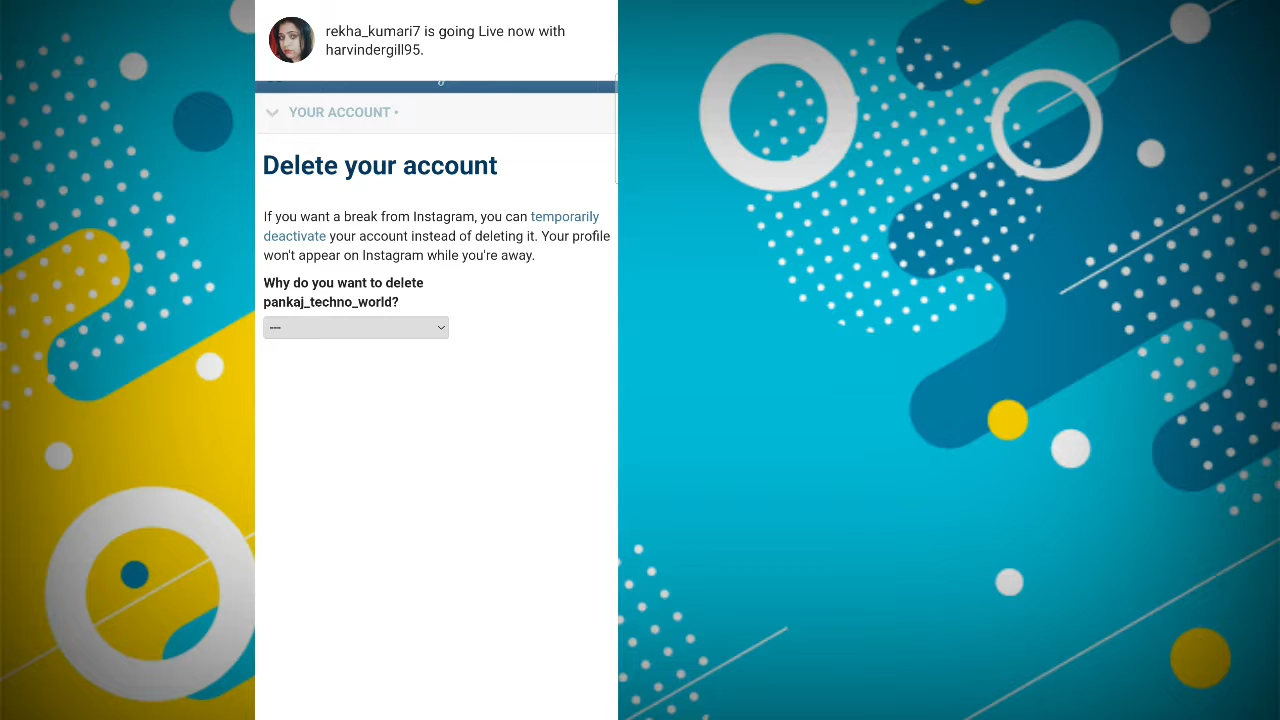 rekha_kumari7 is going Live now with
harvindergill95.
YOUR ACCOUNT •
Delete your account
If you want a break from Instagram, you can temporarily
deactivate your account instead of deleting it. Your profile
won't appear on Instagram while you're away.
Why do you want to delete
pankaj_techno_world?
---